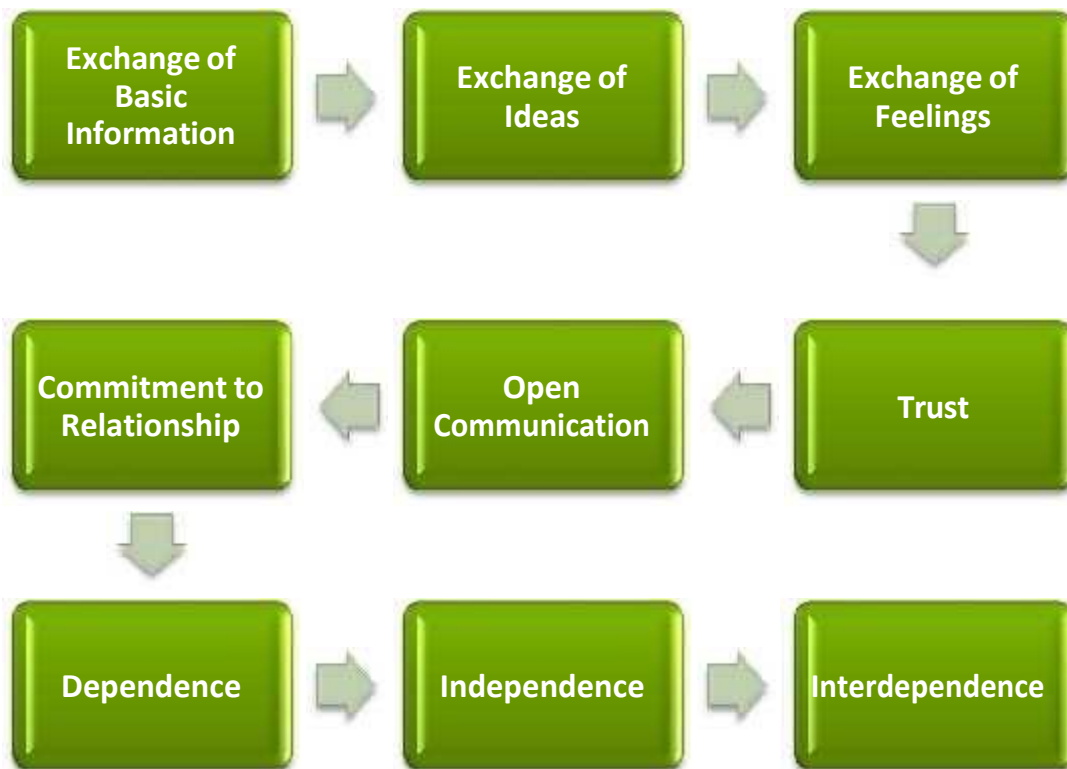 Exchange of
Basic
Information
Exchange of
Ideas
Exchange of
Feelings
Trust
Open
Communication
Commitment to
Relationship
Dependence
Independence
Interdependence